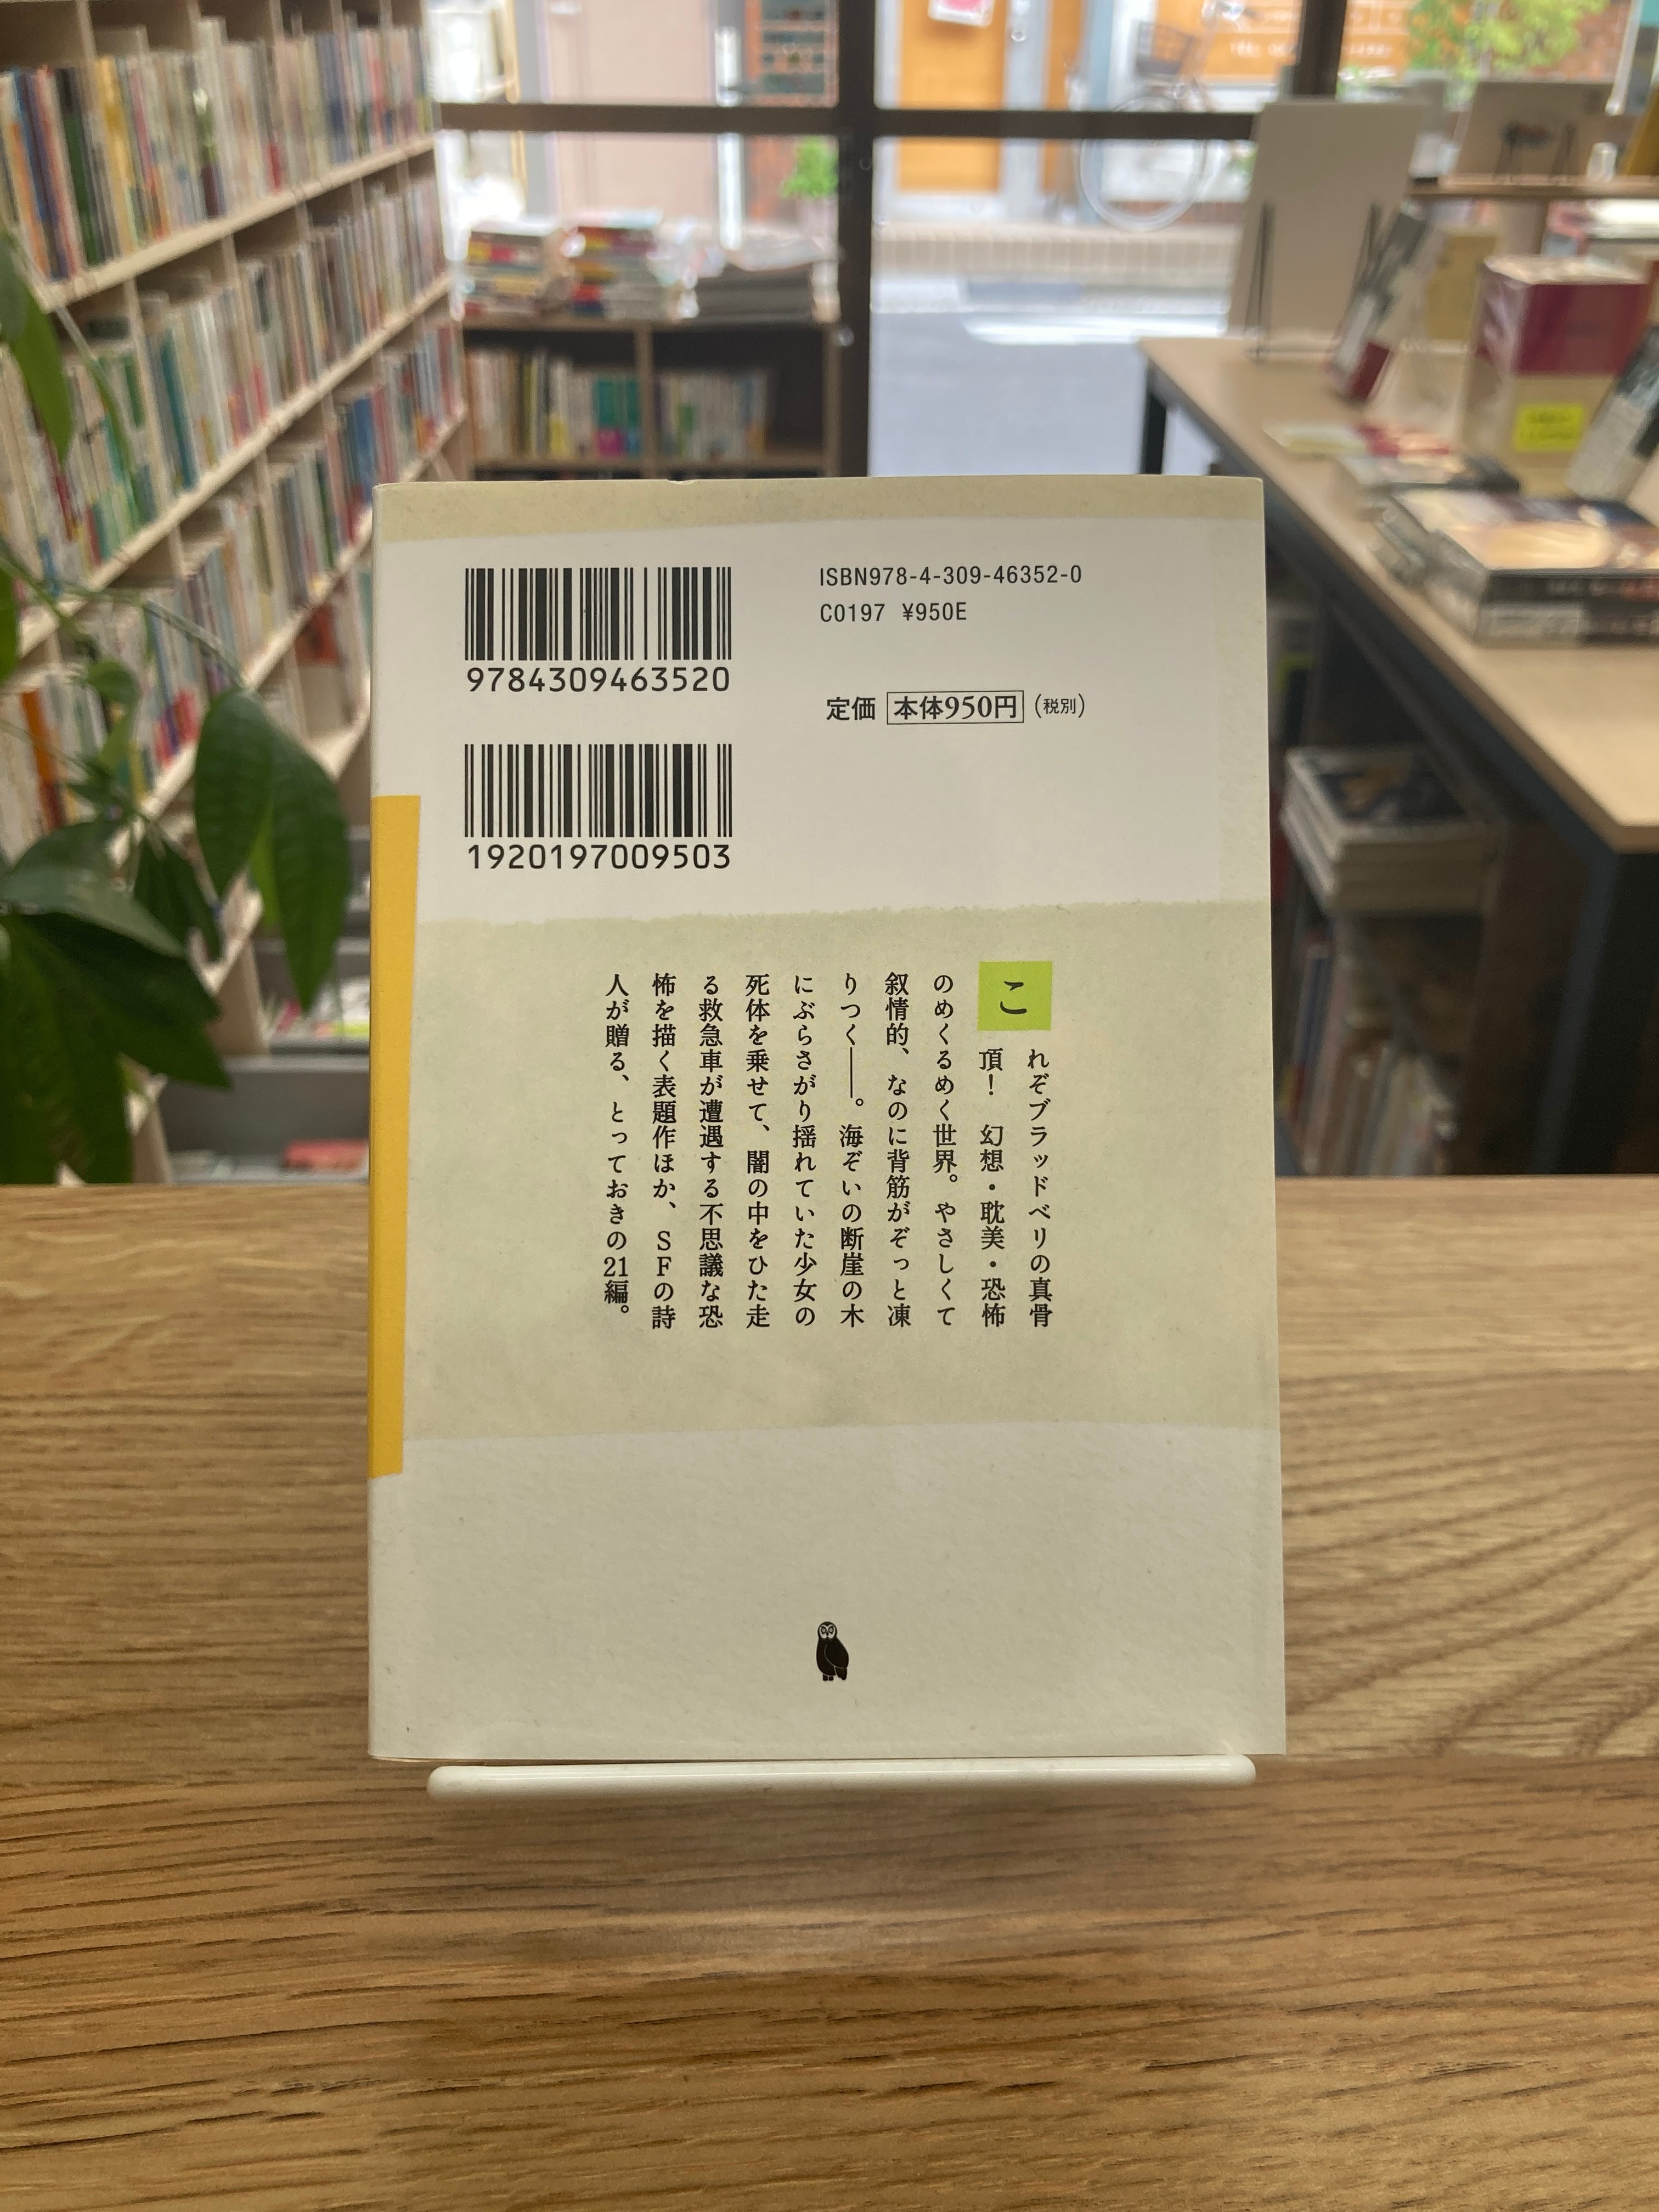 ISBN978-4-309-46352-0
C0197 ¥950E
9784309463520
定価 本体950円(税別)
1920197009503
これぞブラッドベリの真骨
頂！ 幻想・耽美・恐怖
のめくるめく世界。やさしくて
叙情的、なのに背筋がぞっと凍
りつく――。海ぞいの断崖の木
にぶらさがり揺れていた少女の
死体を乗せて、闇の中をひた走
る救急車が遭遇する不思議な恐
怖を描く表題作ほか、ＳＦの詩
人が贈る、とっておきの21編。